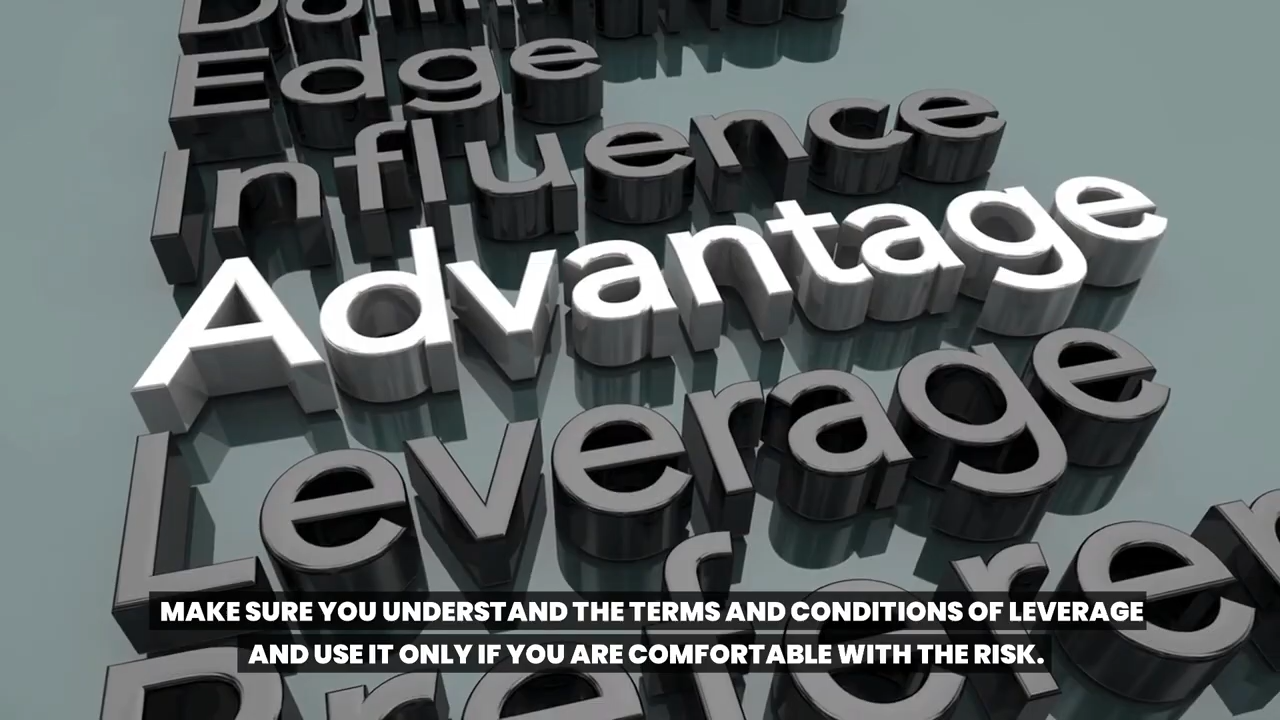 Edge
Influence
Advantage
Leverage
MAKE SURE YOU UNDERSTAND THE TERMS AND CONDITIONS OF LEVERAGE
AND USE IT ONLY IF YOU ARE COMFORTABLE WITH THE RISK.